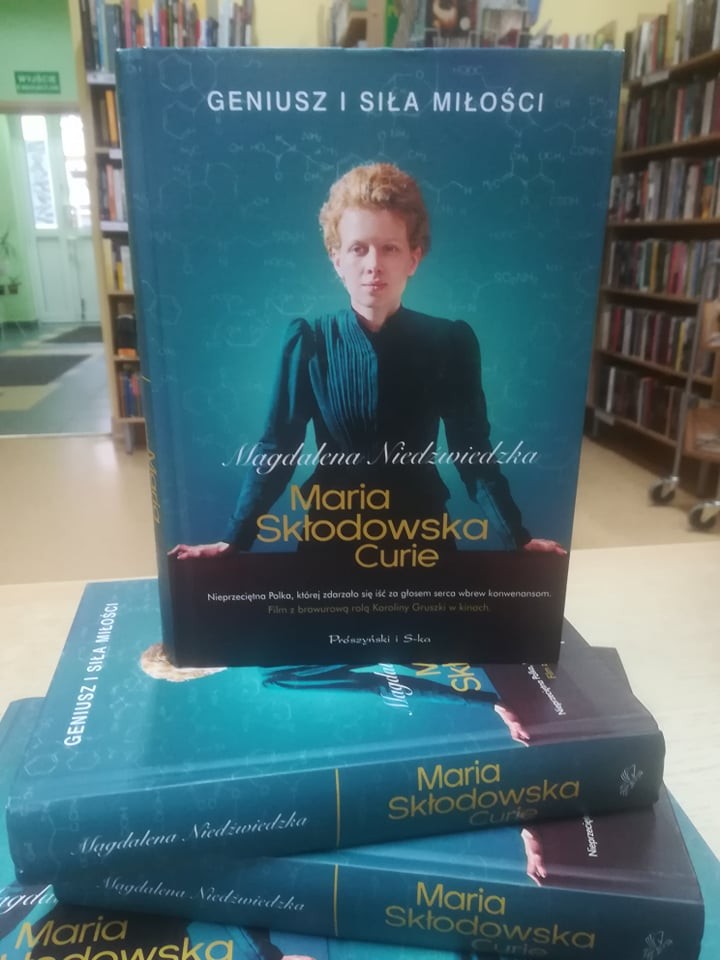 WYJŚCIE
GENIUSZ I SIŁA MIŁOŚCI
Magdalena Niedźwiedzka
Maria
Skłodowska
Curie
Nieprzeciętna Polka, której zdarzało się iść za głosem serca wbrew konwenansom.
Film z brawurową rolą Karoliny Gruszki w kinach.
Prószyński i S-ka
Maria
GENIUSZ I SIŁA MIŁOŚCI
Magdalena Niedźwiedzka
Maria
Skłodowska
Curie
Magdalena Niedźwiedzka
Maria
Skłodowska
Curie
Maria
Skłodowska